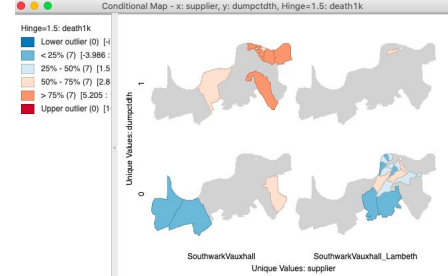 Conditional Map - x: supplier, y: dumpctdth, Hinge=1.5: death1k
Hinge=1.5: death1k
Lower outlier (0) [-i
< 25% (7) [-3.986 :
25% - 50% (7) [1.5
50% - 75% (7) [2.8
> 75% (7) [5.205 :
Upper outlier (0) [1
Unique Values: dumpctdth
1
0
SouthwarkVauxhall
SouthwarkVauxhall_Lambeth
Unique Values: supplier